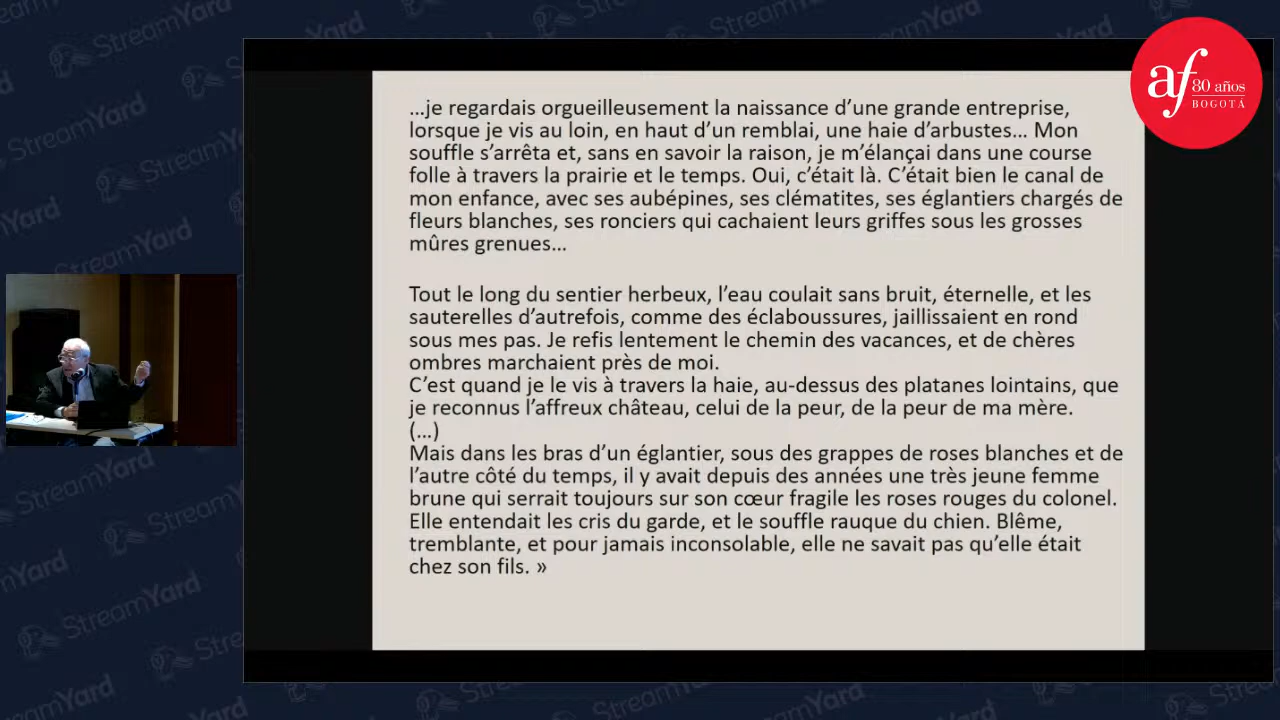 af 80 años
BOGOTÁ
…je regardais orgueilleusement la naissance d’une grande entreprise,
lorsque je vis au loin, en haut d’un remblai, une haie d’arbustes… Mon
souffle s’arrêta et, sans en savoir la raison, je m’élançai dans une course
folle à travers la prairie et le temps. Oui, c’était là. C’était bien le canal de
mon enfance, avec ses aubépines, ses clématites, ses églantiers chargés de
fleurs blanches, ses ronciers qui cachaient leurs griffes sous les grosses
mûres grenues…
Tout le long du sentier herbeux, l’eau coulait sans bruit, éternelle, et les
sauterelles d’autrefois, comme des éclaboussures, jaillissaient en rond
sous mes pas. Je refis lentement le chemin des vacances, et de chères
ombres marchaient près de moi.
C’est quand je le vis à travers la haie, au-dessus des platanes lointains, que
je reconnus l’affreux château, celui de la peur, de la peur de ma mère.
(…)
Mais dans les bras d’un églantier, sous des grappes de roses blanches et de
l’autre côté du temps, il y avait depuis des années une très jeune femme
brune qui serrait toujours sur son cœur fragile les roses rouges du colonel.
Elle entendait les cris du garde, et le souffle rauque du chien. Blême,
tremblante, et pour jamais inconsolable, elle ne savait pas qu’elle était
chez son fils. »
StreamYard